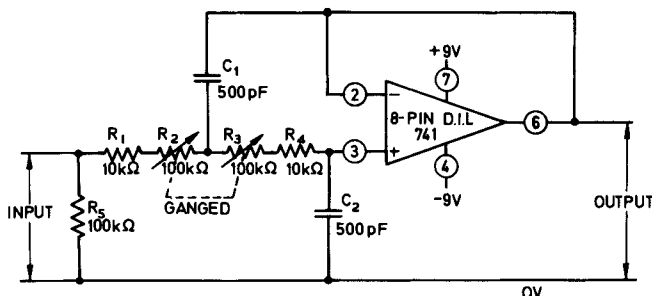 C1
500pF
+9V
7
2
−
8-PIN D.I.L
741
6
3
+
4
-9V
R1
10kΩ
R2
100kΩ
R3
100kΩ
R4
10kΩ
GANGED
INPUT
R5
100kΩ
C2
500pF
OUTPUT
0V